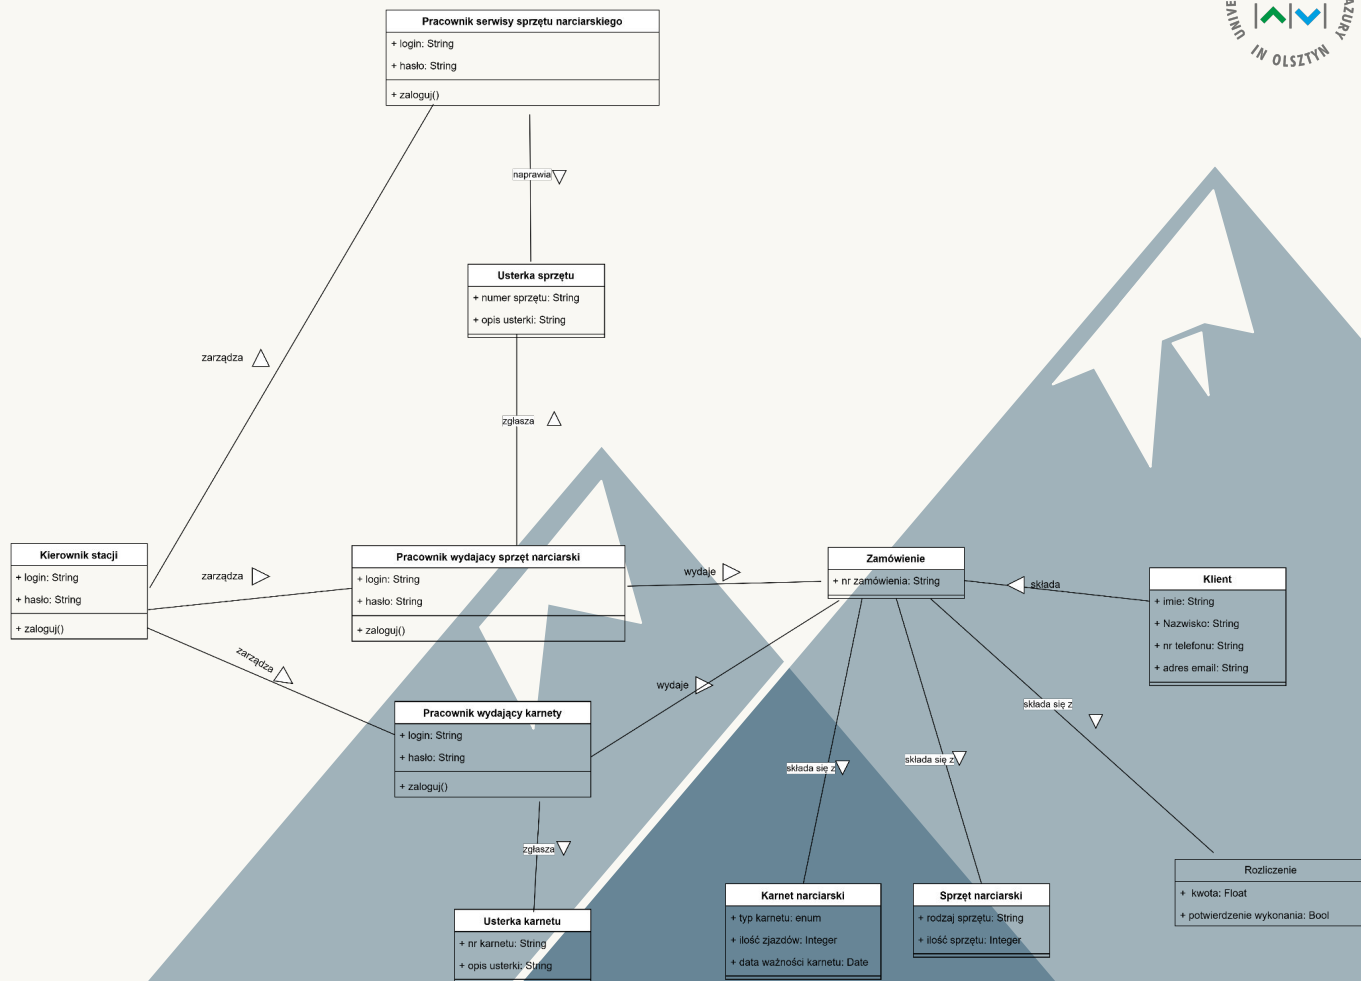 IN OLSZTYN
Pracownik serwisy sprzętu narciarskiego
+ login: String
+ hasło: String
+ zaloguj()
naprawia
Usterka sprzętu
+ numer sprzętu: String
+ opis usterki: String
zarządza
zgłasza
Kierownik stacji
+ login: String
+ hasło: String
+ zaloguj()
zarządza
Pracownik wydajacy sprzęt narciarski
+ login: String
+ hasło: String
+ zaloguj()
wydaje
Zamówienie
+ nr zamówienia: String
składa
Klient
+ imie: String
+ Nazwisko: String
+ nr telefonu: String
+ adres email: String
zarządza
Pracownik wydający karnety
+ login: String
+ hasło: String
+ zaloguj()
wydaje
składa się z
składa się z
składa się z
zgłasza
Usterka karnetu
+ nr karnetu: String
+ opis usterki: String
Karnet narciarski
+ typ karnetu: enum
+ ilość zjazdów: Integer
+ data ważności karnetu: Date
Sprzęt narciarski
+ rodzaj sprzętu: String
+ ilość sprzętu: Integer
Rozliczenie
+ kwota: Float
+ potwierdzenie wykonania: Bool